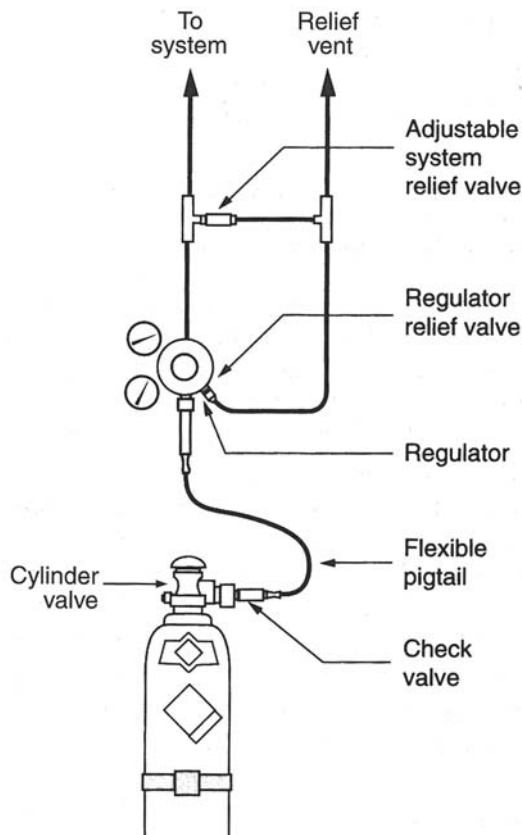 To
system
Relief
vent
Adjustable
system
relief valve
Regulator
relief valve
Regulator
Flexible
pigtail
Cylinder
valve
Check
valve